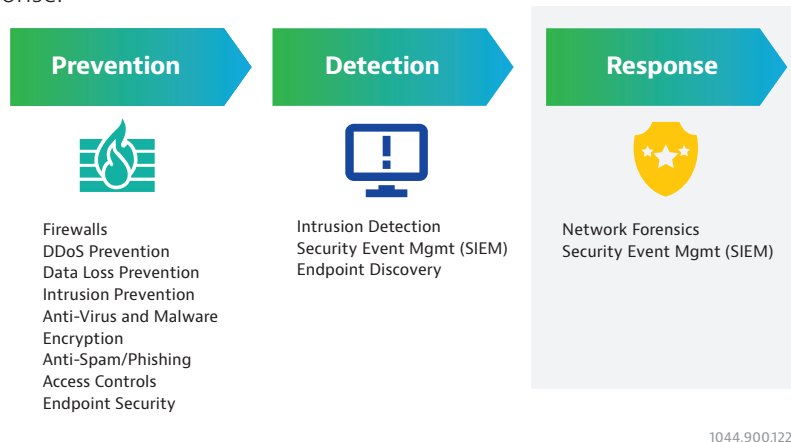 Prevention
Detection
Response
Firewalls
DDoS Prevention
Data Loss Prevention
Intrusion Prevention
Anti-Virus and Malware
Encryption
Anti-Spam/Phishing
Access Controls
Endpoint Security
Intrusion Detection
Security Event Mgmt (SIEM)
Endpoint Discovery
Network Forensics
Security Event Mgmt (SIEM)
1044.900.122